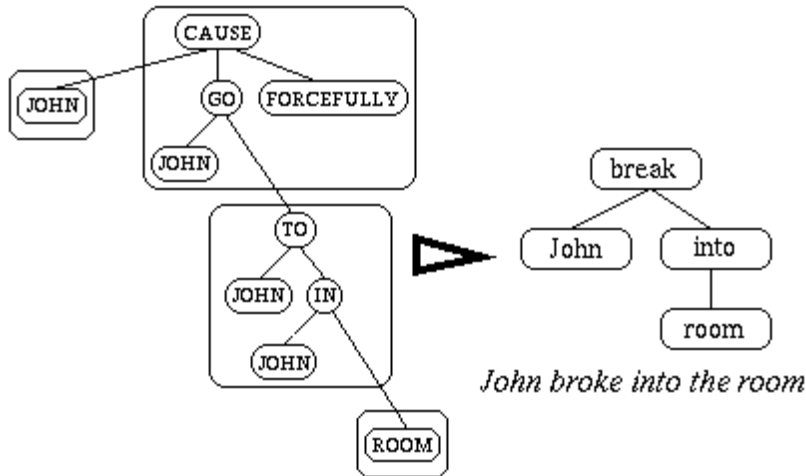 CAUSE
JOHN
GO
FORCEFULLY
JOHN
TO
JOHN
IN
JOHN
ROOM
break
John
into
room
John broke into the room